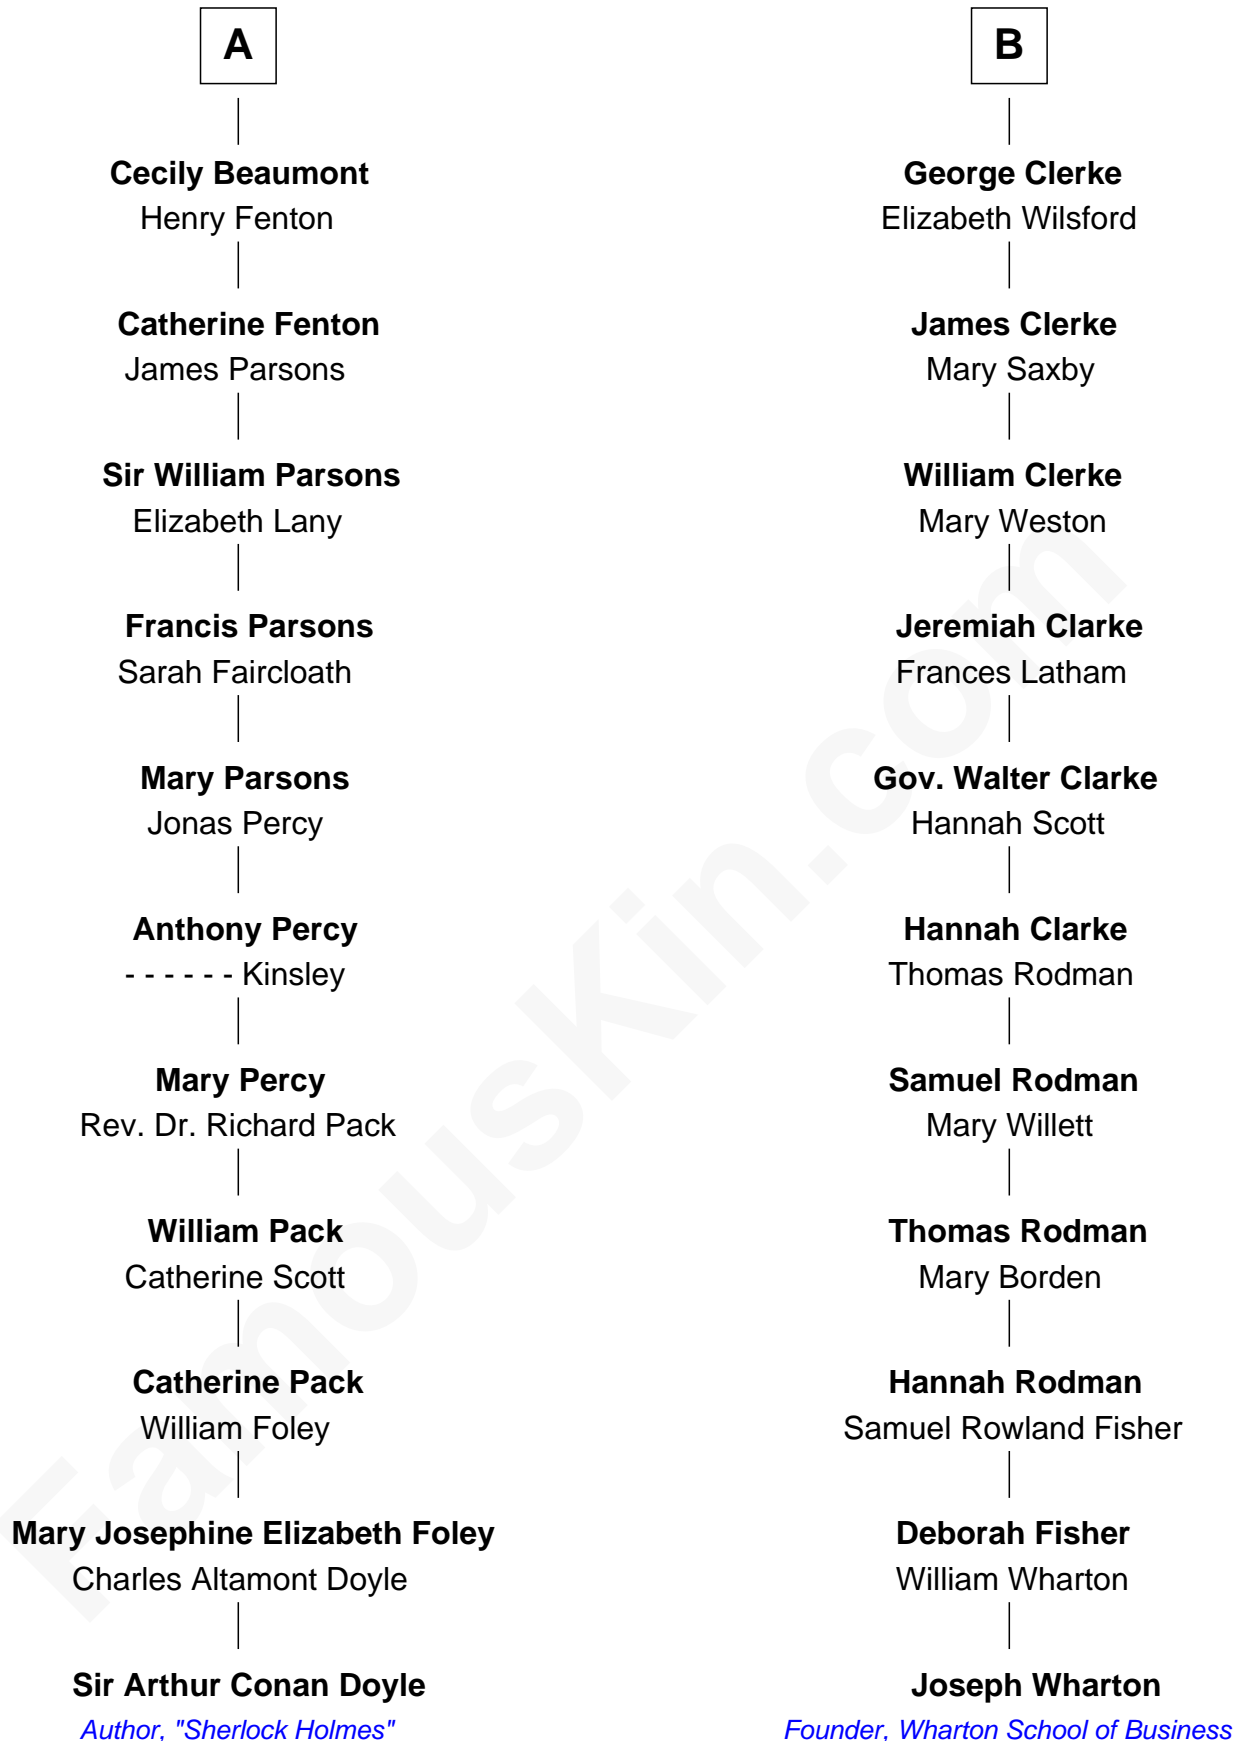 A
Cecily Beaumont
Henry Fenton
Catherine Fenton
James Parsons
Sir William Parsons
Elizabeth Lany
Francis Parsons
Sarah Faircloath
Mary Parsons
Jonas Percy
Anthony Percy
- - - - - - Kinsley
Mary Percy
Rev. Dr. Richard Pack
William Pack
Catherine Scott
Catherine Pack
William Foley
Mary Josephine Elizabeth Foley
Charles Altamont Doyle
Sir Arthur Conan Doyle
Author, "Sherlock Holmes"
B
George Clerke
Elizabeth Wilsford
James Clerke
Mary Saxby
William Clerke
Mary Weston
Jeremiah Clarke
Frances Latham
Gov. Walter Clarke
Hannah Scott
Hannah Clarke
Thomas Rodman
Samuel Rodman
Mary Willett
Thomas Rodman
Mary Borden
Hannah Rodman
Samuel Rowland Fisher
Deborah Fisher
William Wharton
Joseph Wharton
Founder, Wharton School of Business
FamousKin.com